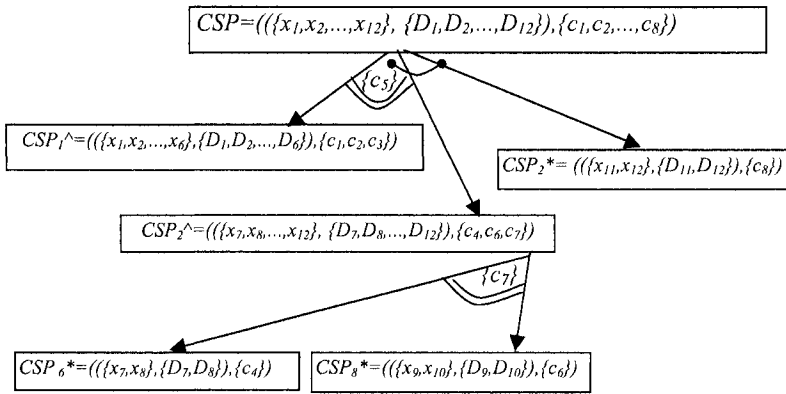 CSP=(({x₁,x₂,...,x₁₂}, {D₁,D₂,...,D₁₂}),{c₁,c₂,...,c₈})
{c₅}
CSP₁^=(({x₁,x₂,...,x₆},{D₁,D₂,...,D₆}),{c₁,c₂,c₃})
CSP₂*= (({x₁₁,x₁₂},{D₁₁,D₁₂}),{c₈})
CSP₂^=(({x₇,x₈,...,x₁₂}, {D₇,D₈,...,D₁₂}),{c₄,c₆,c₇})
{c₇}
CSP₆*=(({x₇,x₈},{D₇,D₈}),{c₄})
CSP₈*=(({x₉,x₁₀},{D₉,D₁₀}),{c₆})